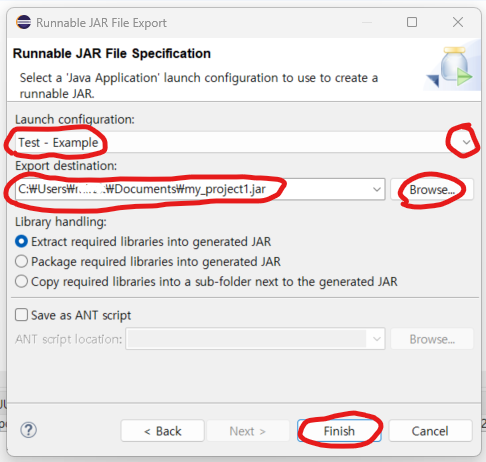 Runnable JAR File Export
Runnable JAR File Specification
Select a 'Java Application' launch configuration to use to create a
runnable JAR.
Launch configuration:
Test - Example
Export destination:
C:₩Users₩ ₩Documents₩my_project1.jar
Browse...
Library handling:
Extract required libraries into generated JAR
Package required libraries into generated JAR
Copy required libraries into a sub-folder next to the generated JAR
Save as ANT script
ANT script location:
Browse...
? < Back Next > Finish Cancel